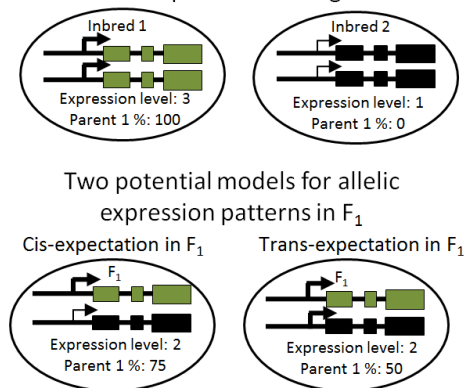 Inbred 1
Expression level: 3
Parent 1 %: 100
Inbred 2
Expression level: 1
Parent 1 %: 0
Two potential models for allelic
expression patterns in F₁
Cis-expectation in F₁
Trans-expectation in F₁
F₁
Expression level: 2
Parent 1 %: 75
F₁
Expression level: 2
Parent 1 %: 50